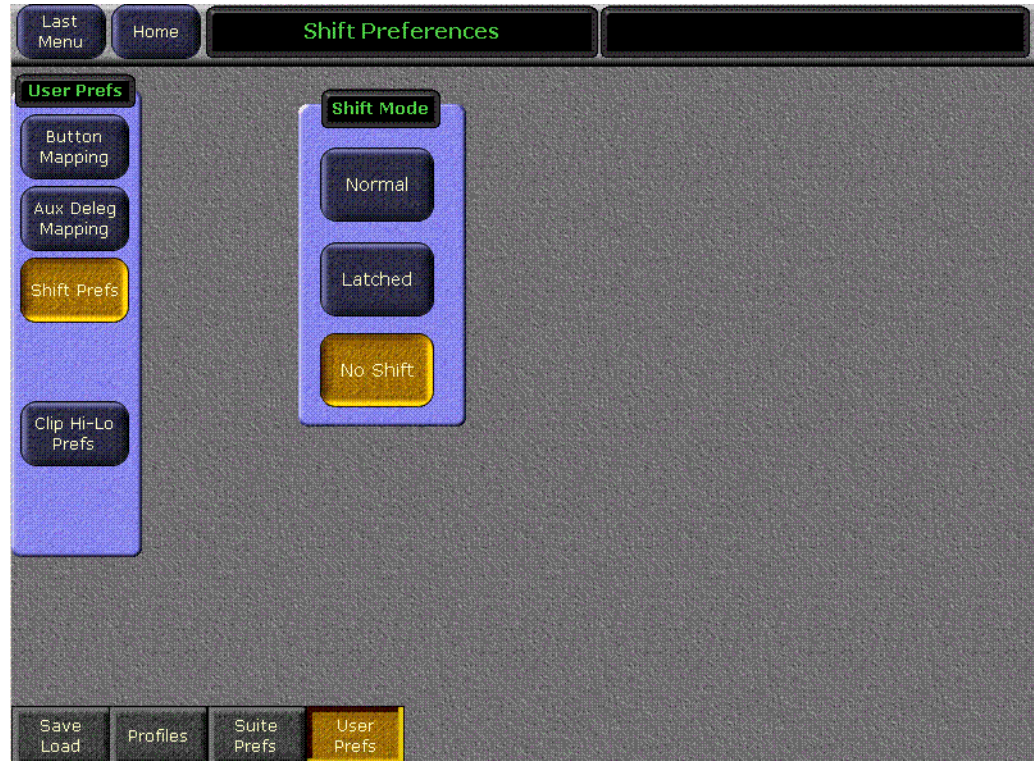 Last
Menu
Home
Shift Preferences
User Prefs
Button
Mapping
Aux Deleg
Mapping
Shift Prefs
Clip Hi-Lo
Prefs
Shift Mode
Normal
Latched
No Shift
Save
Load
Profiles
Suite
Prefs
User
Prefs